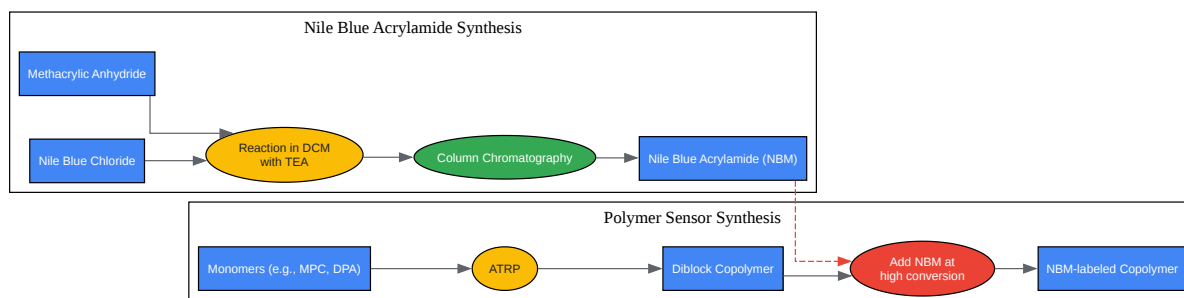 Nile Blue Acrylamide Synthesis
Methacrylic Anhydride
Nile Blue Chloride
Reaction in DCM
with TEA
Column Chromatography
Nile Blue Acrylamide (NBM)
Polymer Sensor Synthesis
Monomers (e.g., MPC, DPA)
ATRP
Diblock Copolymer
Add NBM at
high conversion
NBM-labeled Copolymer